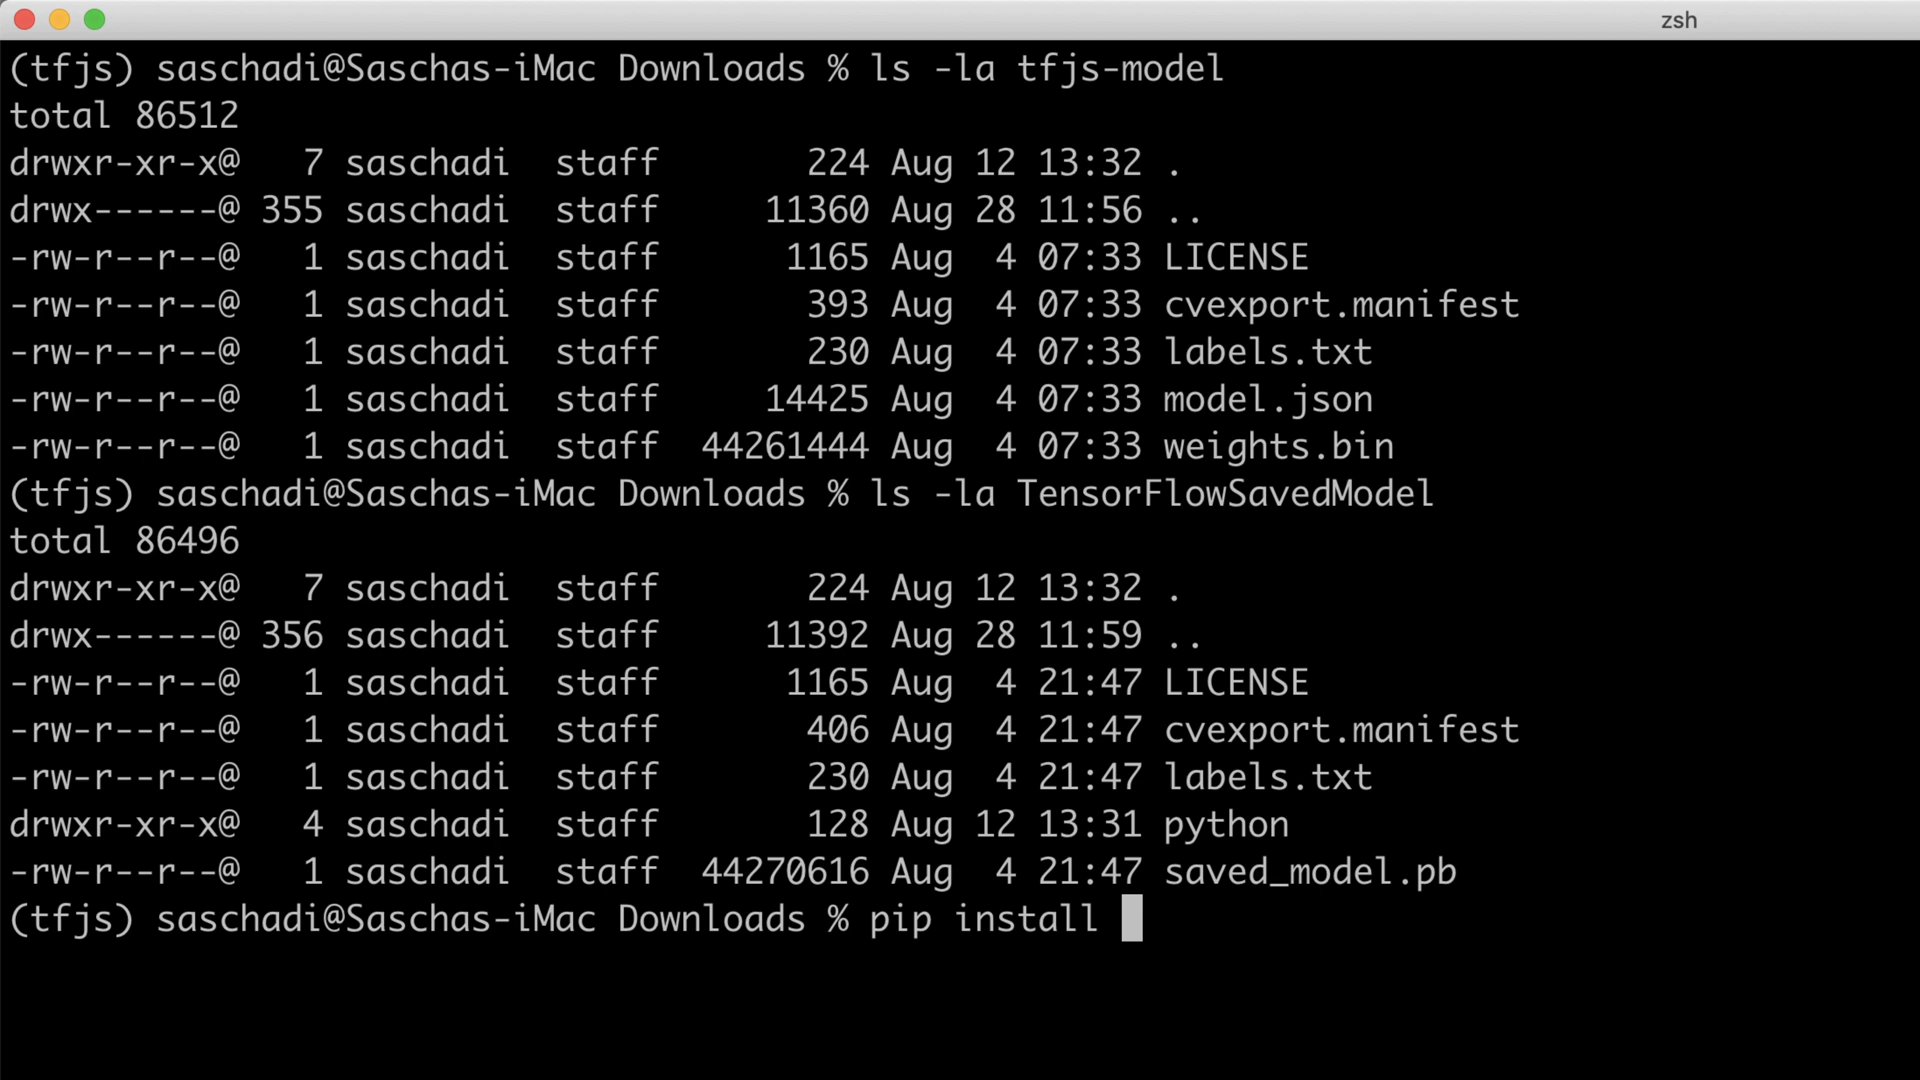 zsh
(tfjs) saschadi@Saschas-iMac Downloads % ls -la tfjs-model
total 86512
drwxr-xr-x@   7 saschadi  staff       224 Aug 12 13:32 .
drwx------@ 355 saschadi  staff     11360 Aug 28 11:56 ..
-rw-r--r--@   1 saschadi  staff      1165 Aug  4 07:33 LICENSE
-rw-r--r--@   1 saschadi  staff       393 Aug  4 07:33 cvexport.manifest
-rw-r--r--@   1 saschadi  staff       230 Aug  4 07:33 labels.txt
-rw-r--r--@   1 saschadi  staff     14425 Aug  4 07:33 model.json
-rw-r--r--@   1 saschadi  staff  44261444 Aug  4 07:33 weights.bin
(tfjs) saschadi@Saschas-iMac Downloads % ls -la TensorFlowSavedModel
total 86496
drwxr-xr-x@   7 saschadi  staff       224 Aug 12 13:32 .
drwx------@ 356 saschadi  staff     11392 Aug 28 11:59 ..
-rw-r--r--@   1 saschadi  staff      1165 Aug  4 21:47 LICENSE
-rw-r--r--@   1 saschadi  staff       406 Aug  4 21:47 cvexport.manifest
-rw-r--r--@   1 saschadi  staff       230 Aug  4 21:47 labels.txt
drwxr-xr-x@   4 saschadi  staff       128 Aug 12 13:31 python
-rw-r--r--@   1 saschadi  staff  44270616 Aug  4 21:47 saved_model.pb
(tfjs) saschadi@Saschas-iMac Downloads % pip install